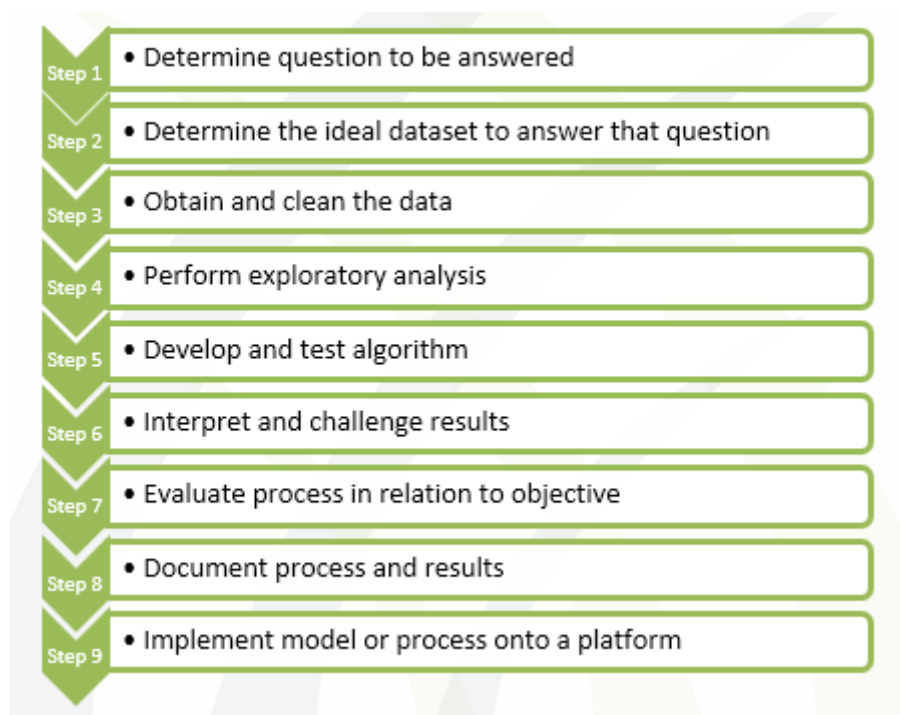 Step 1
• Determine question to be answered
Step 2
• Determine the ideal dataset to answer that question
Step 3
• Obtain and clean the data
Step 4
• Perform exploratory analysis
Step 5
• Develop and test algorithm
Step 6
• Interpret and challenge results
Step 7
• Evaluate process in relation to objective
Step 8
• Document process and results
Step 9
• Implement model or process onto a platform